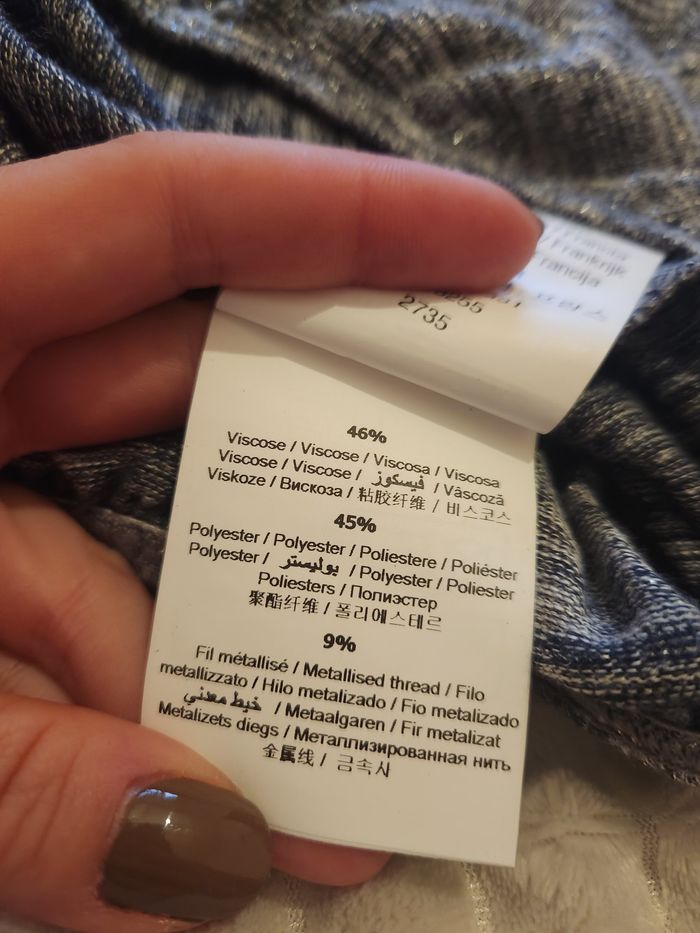 Frankrijk
Francija
2735
46%
Viscose / Viscose / Viscosa / Viscosa
Viscose / Viscose / فيسكوز / Vâscoză
Viskoze / Вискоза / 粘胶纤维 / 비스코스
45%
Polyester / Polyester / Poliestere / Poliéster
Polyester / بوليستر / Polyester / Poliester
Poliesters / Полиэстер
聚酯纤维 / 폴리에스테르
9%
Fil métallisé / Metallised thread / Filo
metallizzato / Hilo metalizado / Fio metalizado
خيط معدني / Metaalgaren / Fir metalizat
Metalizets diegs / Металлизированная нить
金属线 / 금속사